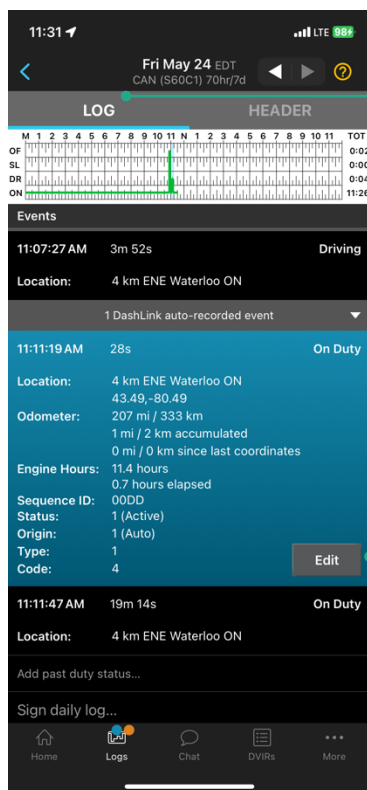 11:31 LTE 98
Fri May 24 EDT
CAN (S60C1) 70hr/7d
LOG HEADER
M 1 2 3 4 5 6 7 8 9 10 11 N 1 2 3 4 5 6 7 8 9 10 11 TOT
OF 0:02
SL 0:00
DR 0:04
ON 11:26
Events
11:07:27 AM 3m 52s Driving
Location: 4 km ENE Waterloo ON
1 DashLink auto-recorded event
11:11:19 AM 28s On Duty
Location: 4 km ENE Waterloo ON
43.49,-80.49
Odometer: 207 mi / 333 km
1 mi / 2 km accumulated
0 mi / 0 km since last coordinates
Engine Hours: 11.4 hours
0.7 hours elapsed
Sequence ID: 00DD
Status: 1 (Active)
Origin: 1 (Auto)
Type: 1
Code: 4
Edit
11:11:47 AM 19m 14s On Duty
Location: 4 km ENE Waterloo ON
Add past duty status...
Sign daily log...
Home Logs Chat DVIRs More